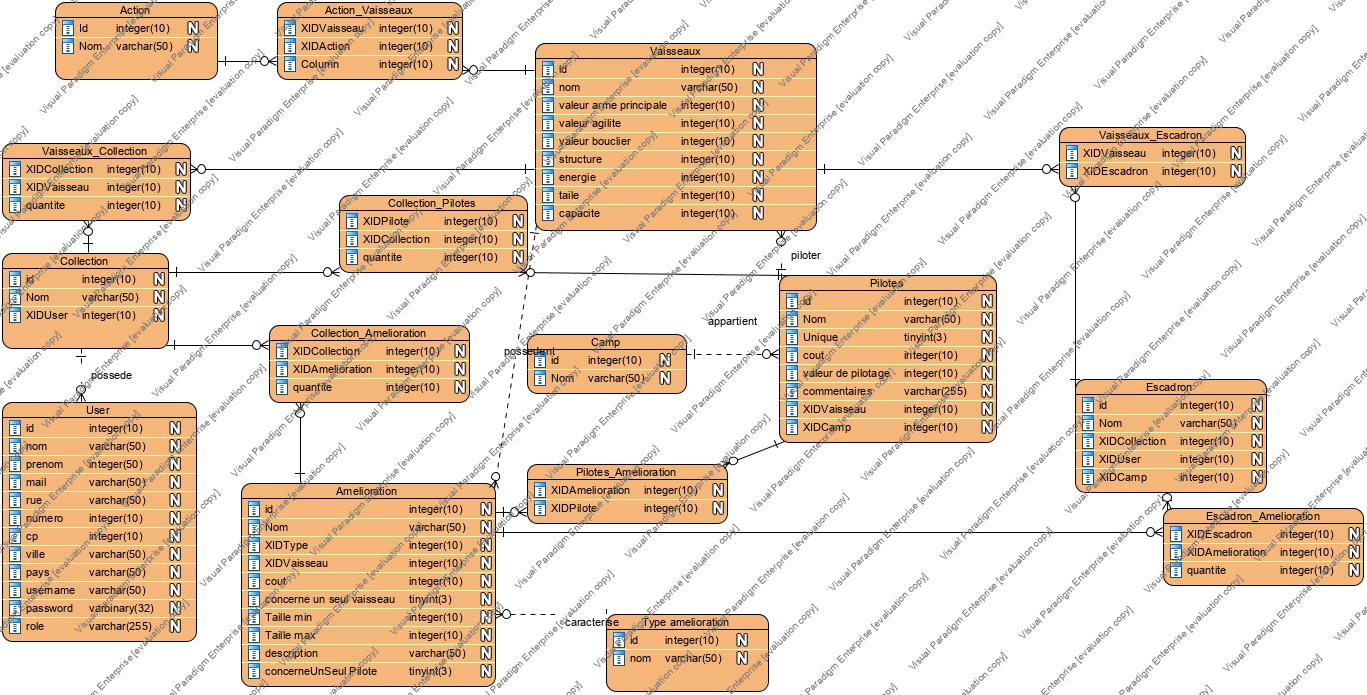 Action
Id integer(10) N
Nom varchar(50) N
Action_Vaisseaux
XIDVaisseau integer(10) N
XIDAction integer(10) N
Column integer(10) N
Vaisseaux
id integer(10) N
nom varchar(50) N
valeur arme principale integer(10) N
valeur agilite integer(10) N
valeur bouclier integer(10) N
structure integer(10) N
energie integer(10) N
taile integer(10) N
capacite integer(10) N
Vaisseaux_Collection
XIDCollection integer(10) N
XIDVaisseau integer(10) N
quantite integer(10) N
Vaisseaux_Escadron
XIDVaisseau integer(10) N
XIDEscadron integer(10) N
Collection_Pilotes
XIDPilote integer(10) N
XIDCollection integer(10) N
quantite integer(10) N
piloter
Collection
id integer(10) N
Nom varchar(50) N
XIDUser integer(10) N
Pilotes
id integer(10) N
Nom varchar(50) N
Unique tinyint(3) N
cout integer(10) N
valeur de pilotage integer(10) N
commentaires varchar(255) N
XIDVaisseau integer(10) N
XIDCamp integer(10) N
appartient
Collection_Amelioration
XIDCollection integer(10) N
XIDAmelioration integer(10) N
quantite integer(10) N
possedent
Camp
id integer(10) N
Nom varchar(50) N
possede
Escadron
id integer(10) N
Nom varchar(50) N
XIDCollection integer(10) N
XIDUser integer(10) N
XIDCamp integer(10) N
User
id integer(10) N
nom varchar(50) N
prenom integer(50) N
mail varchar(50) N
rue varchar(50) N
numero integer(10) N
cp integer(10) N
ville varchar(50) N
pays varchar(50) N
username varchar(50) N
password varbinary(32) N
role varchar(255) N
Pilotes_Amelioration
XIDAmelioration integer(10) N
XIDPilote integer(10) N
Amelioration
id integer(10) N
Nom varchar(50) N
XIDType integer(10) N
XIDVaisseau integer(10) N
cout integer(10) N
concerne un seul vaisseau tinyint(3) N
Taille min integer(10) N
Taille max integer(10) N
description varchar(50) N
concerneUnSeul Pilote tinyint(3) N
Escadron_Amelioration
XIDEscadron integer(10) N
XIDAmelioration integer(10) N
quantite integer(10) N
caracterise
Type amelioration
id integer(10) N
nom varchar(50) N
Visual Paradigm Enterprise [evaluation copy]